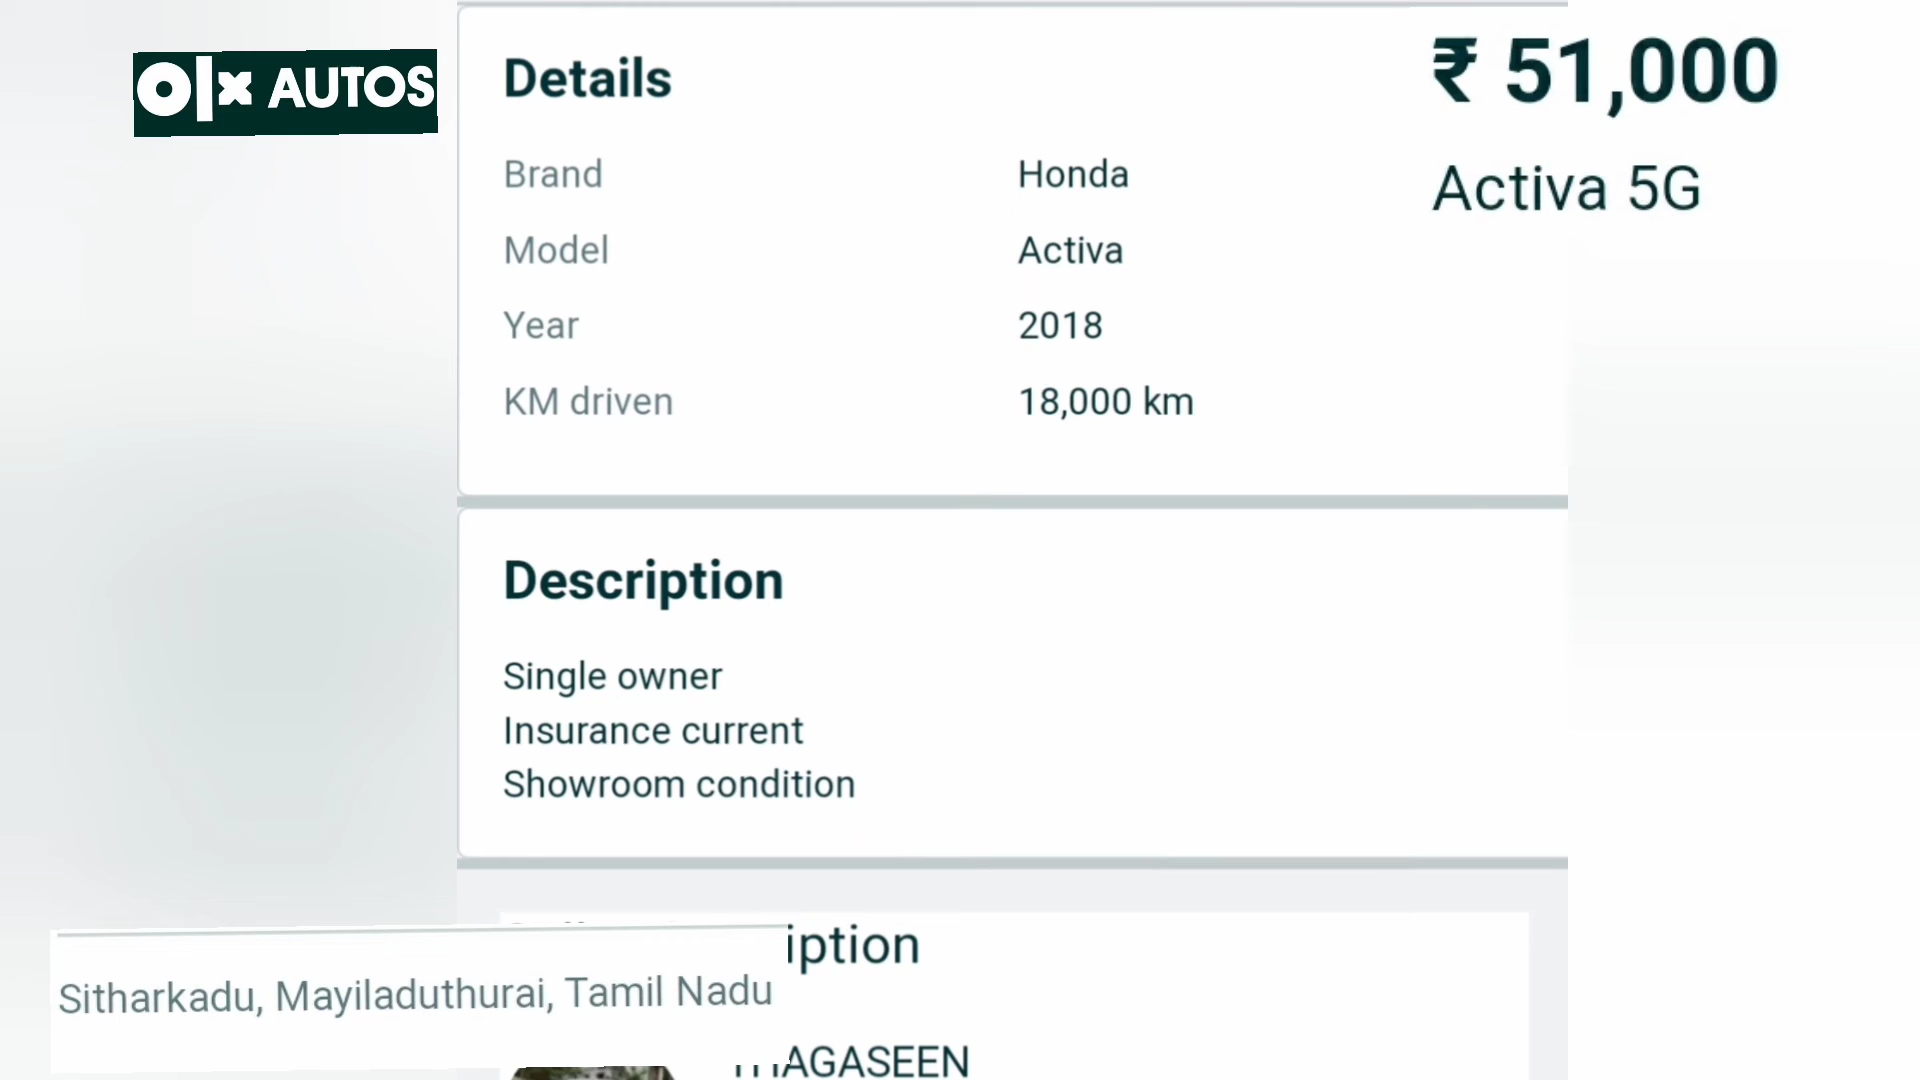 OLX AUTOS
Details
₹ 51,000
Activa 5G
Brand Honda
Model Activa
Year 2018
KM driven 18,000 km
Description
Single owner
Insurance current
Showroom condition
iption
Sitharkadu, Mayiladuthurai, Tamil Nadu